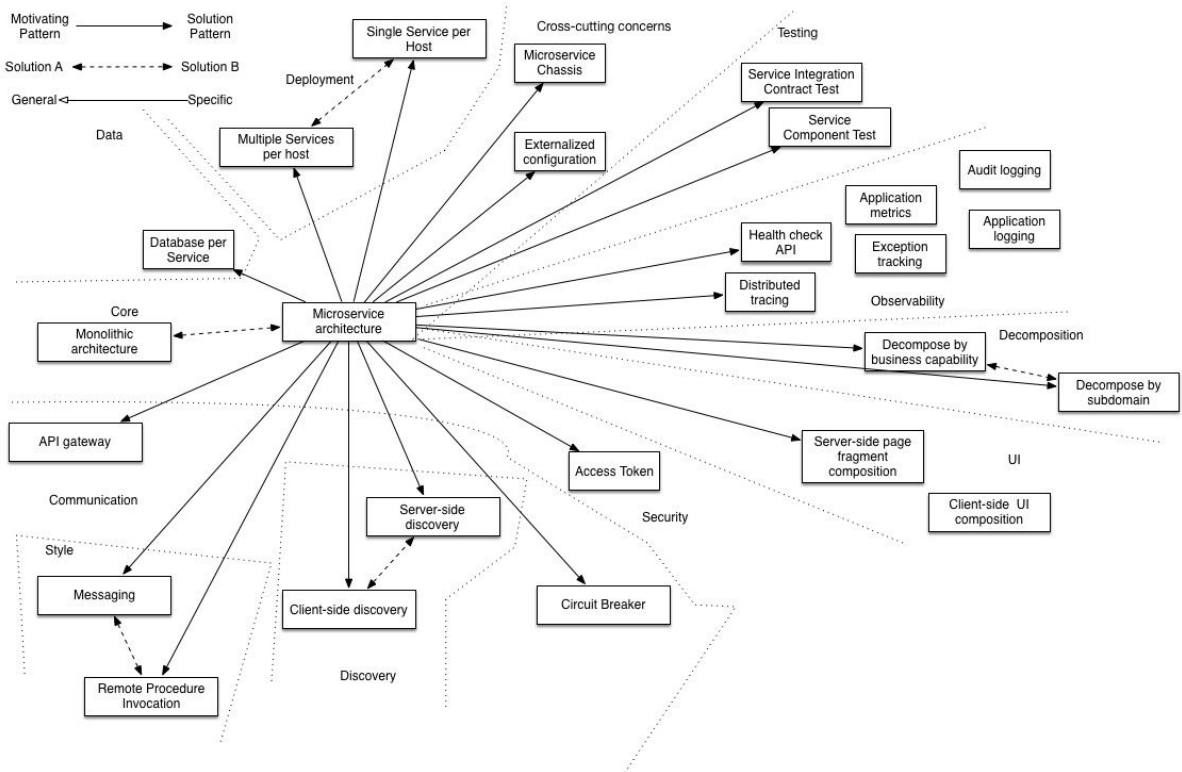 Motivating
Pattern
Solution
Pattern
Solution A
Solution B
General
Specific
Single Service per
Host
Deployment
Multiple Services
per host
Cross-cutting concerns
Microservice
Chassis
Externalized
configuration
Testing
Service Integration
Contract Test
Service
Component Test
Data
Database per
Service
Audit logging
Application
metrics
Application
logging
Health check
API
Exception
tracking
Distributed
tracing
Observability
Core
Monolithic
architecture
Microservice
architecture
Decomposition
Decompose by
business capability
Decompose by
subdomain
API gateway
Communication
Access Token
Security
Server-side page
fragment
composition
UI
Client-side UI
composition
Style
Messaging
Remote Procedure
Invocation
Server-side
discovery
Client-side discovery
Discovery
Circuit Breaker